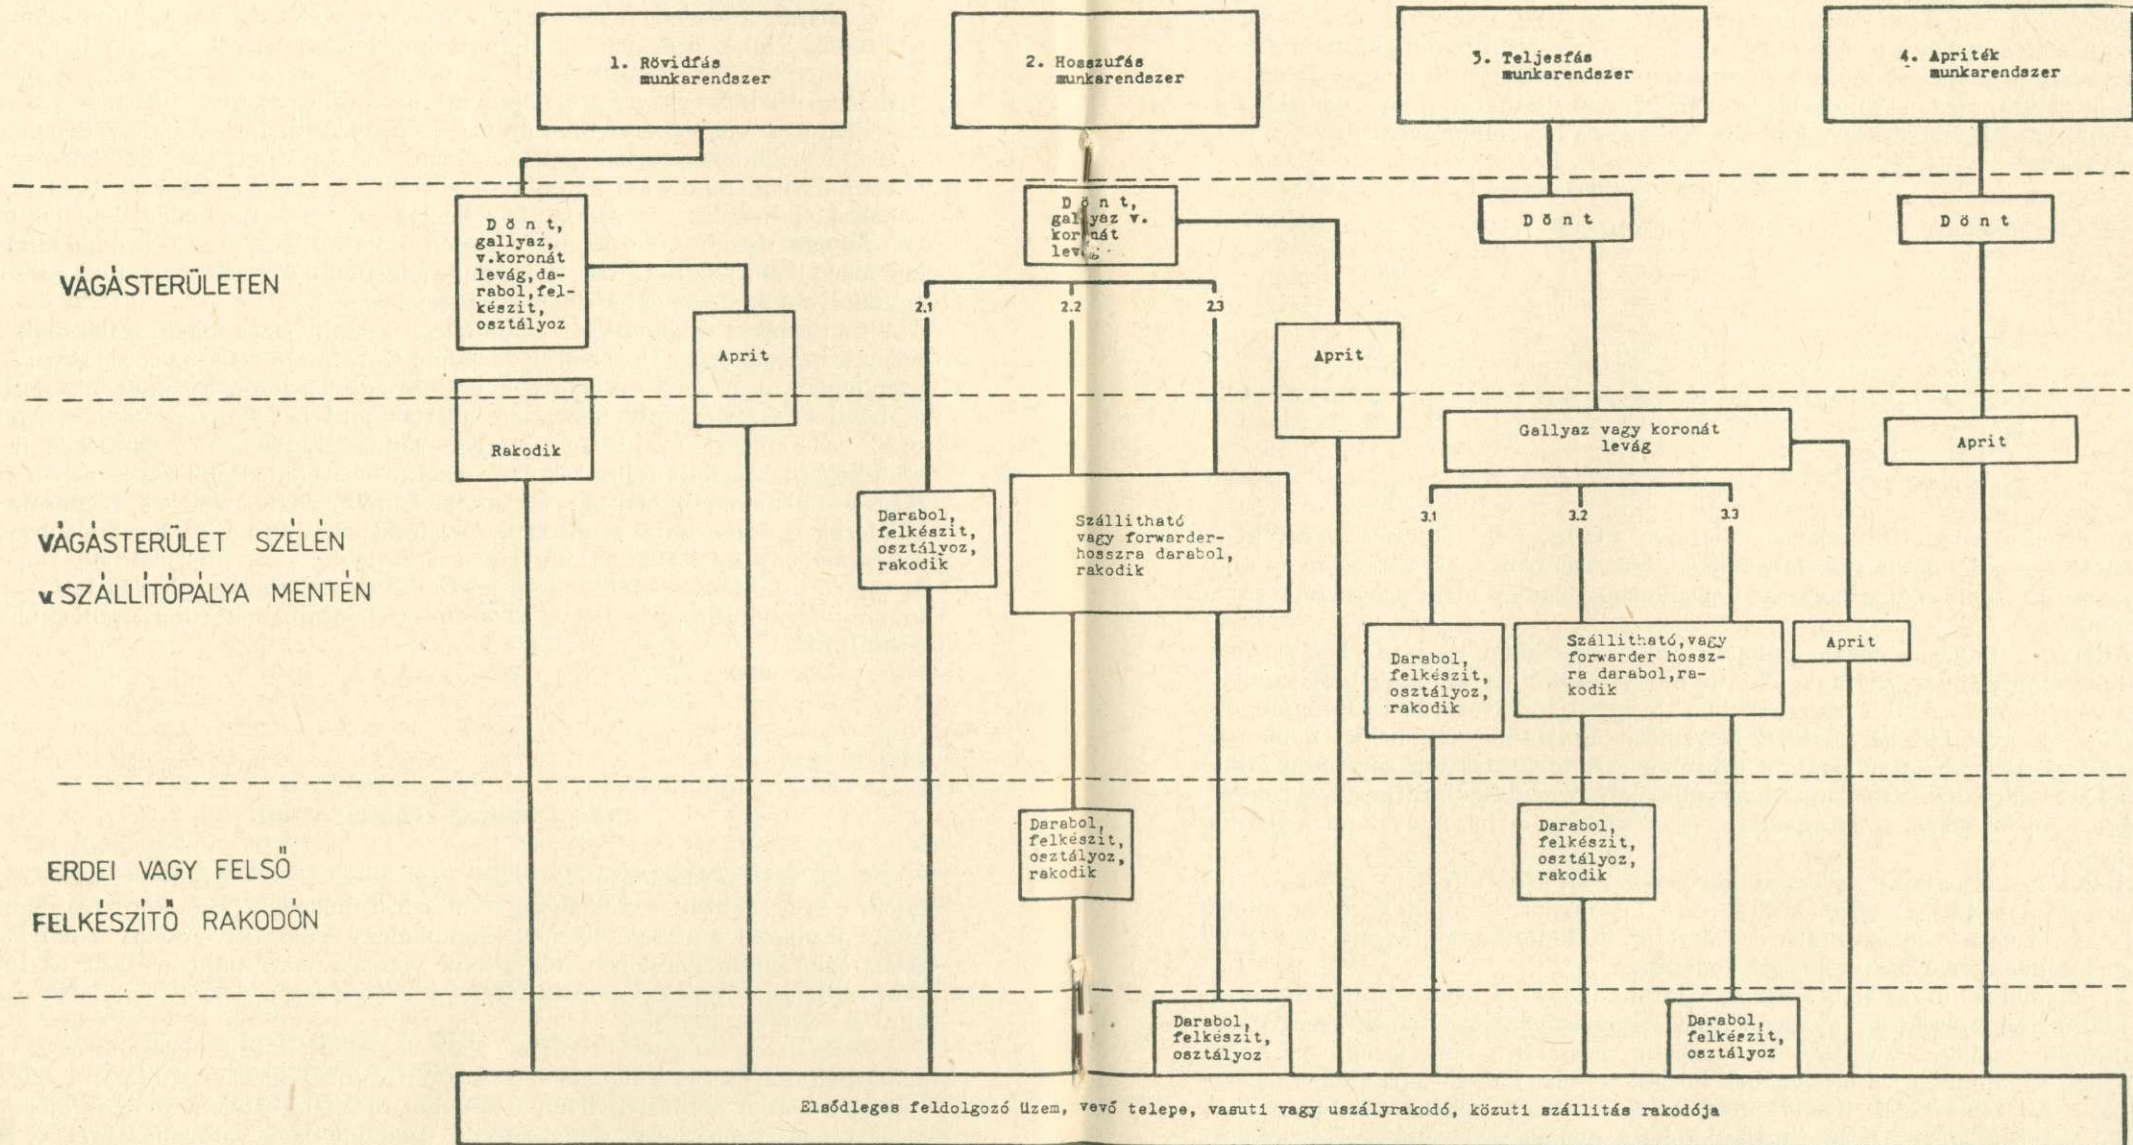 1. Rövidfás
munkarendszer
2. Hosszufás
munkarendszer
3. Teljesfás
munkarendszer
4. Apriték
munkarendszer
VÁGÁSTERÜLETEN
D ö n t,
gallyaz,
v.koronát
levág,da-
rabol,fel-
készit,
osztályoz
Aprit
D ö n t,
gallyaz v.
koronát
levág
2.1
2.2
2.3
Aprit
D ö n t
D ö n t
VÁGÁSTERÜLET SZÉLÉN
v. SZÁLLÍTÓPÁLYA MENTÉN
Rakodik
Darabol,
felkészit,
osztályoz,
rakodik
Szállitható
vagy forwarder-
hosszra darabol,
rakodik
Gallyaz vagy koronát
levág
3.1
3.2
3.3
Darabol,
felkészit,
osztályoz,
rakodik
Szállitható,vagy
forwarder hossz-
ra darabol,ra-
kodik
Aprit
Aprit
ERDEI VAGY FELSŐ
FELKÉSZÍTŐ RAKODÓN
Darabol,
felkészit,
osztályoz,
rakodik
Darabol,
felkészit,
osztályoz,
rakodik
Darabol,
felkészit,
osztályoz
Darabol,
felkészit,
osztályoz
Elsődleges feldolgozó üzem, vevő telepe, vasuti vagy uszályrakodó, közuti szállitás rakodója